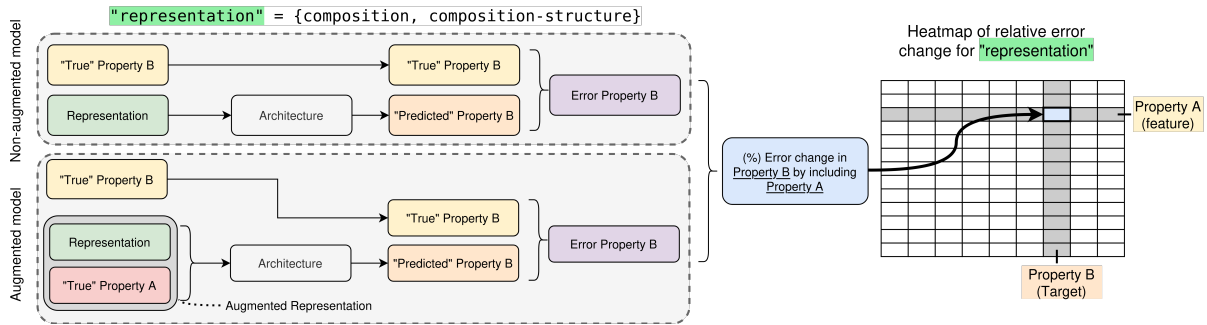 "representation" = {composition, composition-structure}
Non-augmented model
"True" Property B
"True" Property B
Representation
Architecture
"Predicted" Property B
Error Property B
Augmented model
"True" Property B
"True" Property B
Representation
"True" Property A
Architecture
"Predicted" Property B
Error Property B
Augmented Representation
(%) Error change in
Property B by including
Property A
Heatmap of relative error
change for "representation"
Property A
(feature)
Property B
(Target)